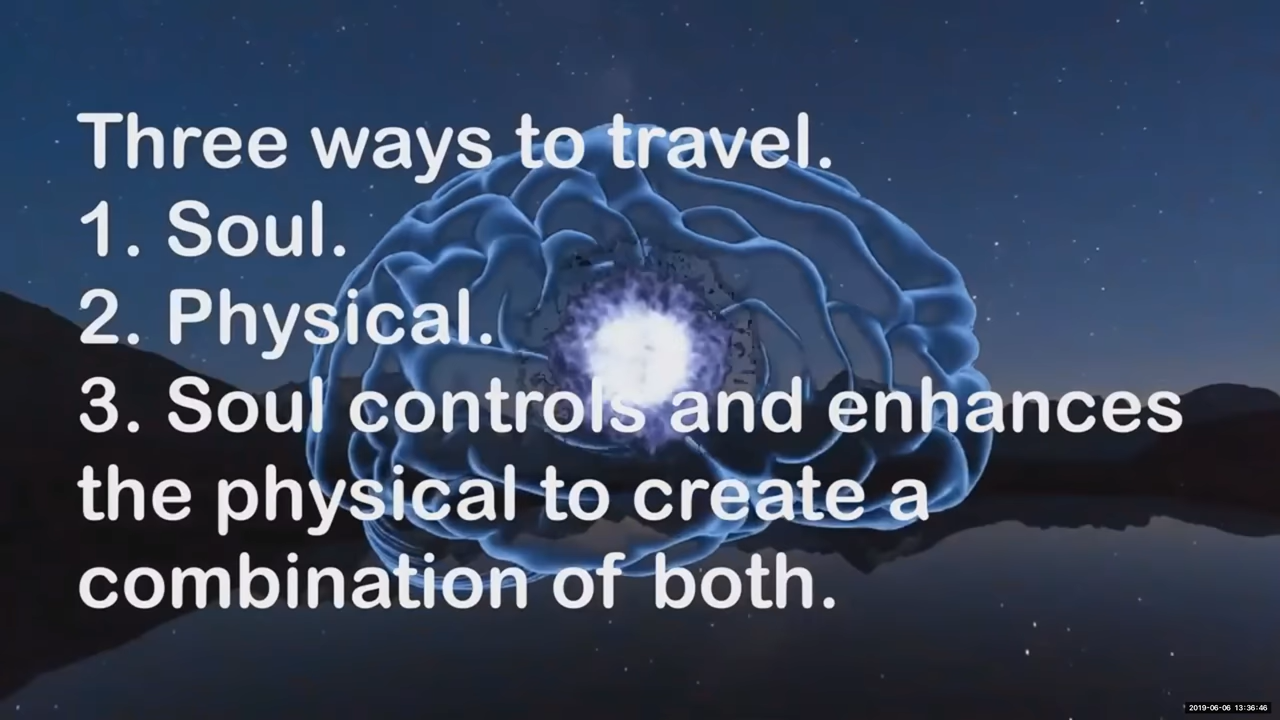 Three ways to travel.
1. Soul.
2. Physical.
3. Soul controls and enhances
the physical to create a
combination of both.
2019-06-06 13:36:46